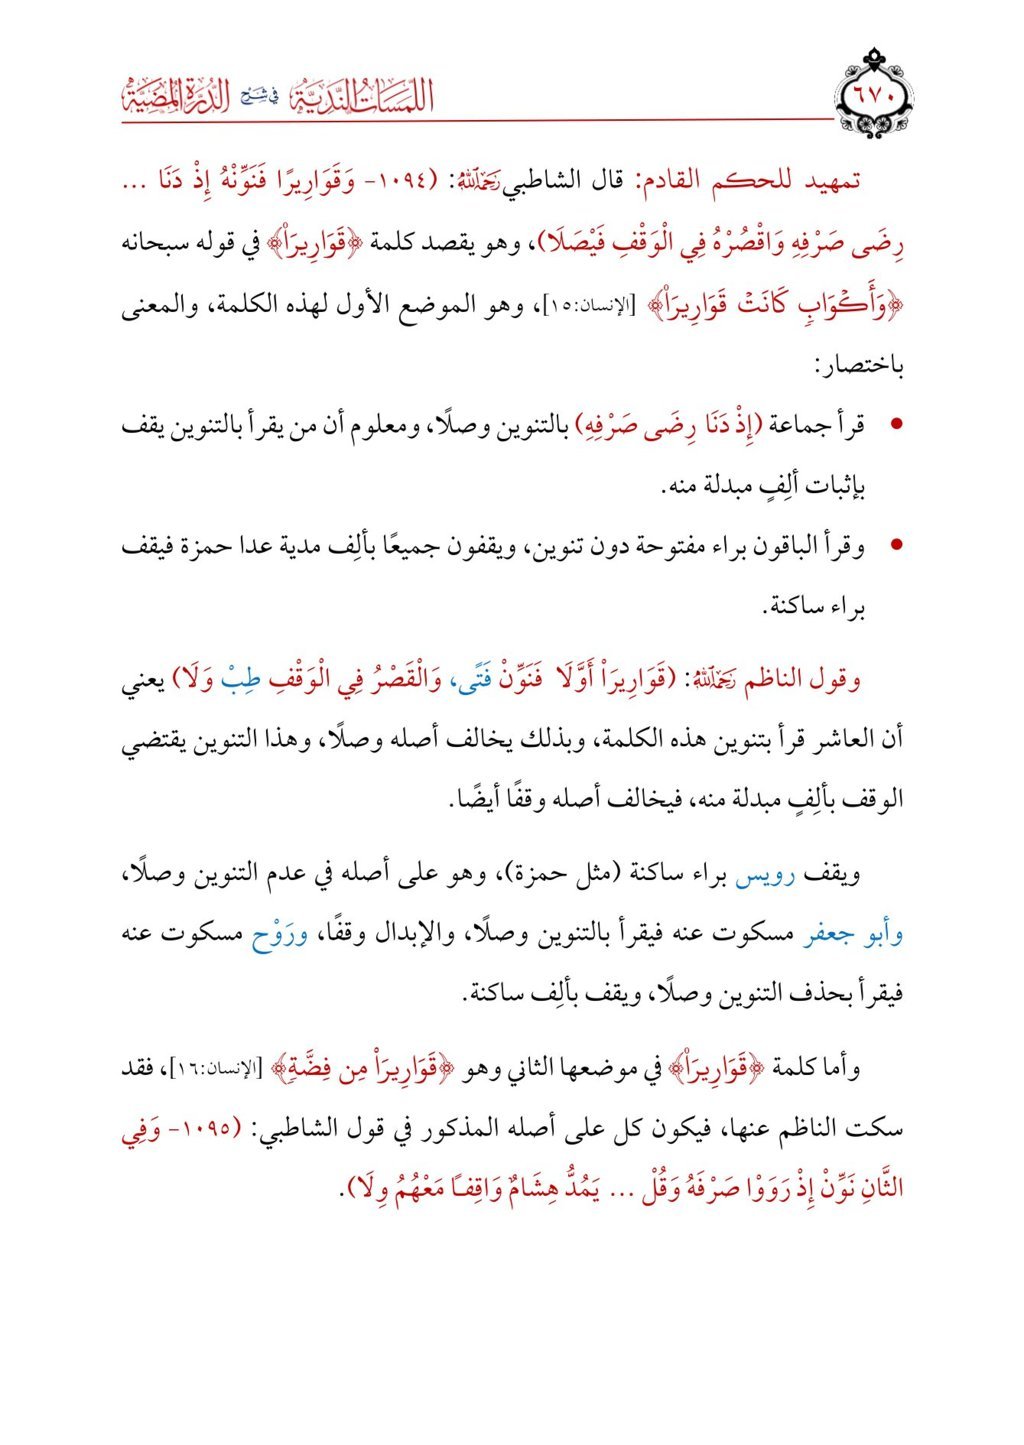 اللمسات الندية في شرح الدرة المضية
٦٧٠
تمهيد للحكم القادم: قال الشاطبي رَحِمَهُ ٱللَّهُ: (١٠٩٤- وَقَوَارِيرًا فَنَوِّنْهُ إِذْ دَنَا ...
رِضَى صَرْفِهِ وَاقْصُرْهُ فِي الْوَقْفِ فَيْصَلَا)، وهو يقصد كلمة ﴿قَوَارِيرَا۠﴾ في قوله سبحانه
﴿وَأَكۡوَابٖ كَانَتۡ قَوَارِيرَا۠﴾ [الإنسان:١٥]، وهو الموضع الأول لهذه الكلمة، والمعنى
باختصار:
• قرأ جماعة (إِذْ دَنَا رِضَى صَرْفِهِ) بالتنوين وصلًا، ومعلوم أن من يقرأ بالتنوين يقف
بإثبات ألِفٍ مبدلة منه.
• وقرأ الباقون براء مفتوحة دون تنوين، ويقفون جميعًا بألِف مدية عدا حمزة فيقف
براء ساكنة.
وقول الناظم رَحِمَهُ ٱللَّهُ: (قَوَارِيرَا۠ أَوَّلَا فَنَوِّنْ فَتًى، وَالْقَصْرُ فِي الْوَقْفِ طِبْ وَلَا) يعني
أن العاشر قرأ بتنوين هذه الكلمة، وبذلك يخالف أصله وصلًا، وهذا التنوين يقتضي
الوقف بألِفٍ مبدلة منه، فيخالف أصله وقفًا أيضًا.
ويقف رويس براء ساكنة (مثل حمزة)، وهو على أصله في عدم التنوين وصلًا،
وأبو جعفر مسكوت عنه فيقرأ بالتنوين وصلًا، والإبدال وقفًا، ورَوْح مسكوت عنه
فيقرأ بحذف التنوين وصلًا، ويقف بألِف ساكنة.
وأما كلمة ﴿قَوَارِيرَا۠﴾ في موضعها الثاني وهو ﴿قَوَارِيرَا۠ مِن فِضَّةٖ﴾ [الإنسان:١٦]، فقد
سكت الناظم عنها، فيكون كل على أصله المذكور في قول الشاطبي: (١٠٩٥- وَفِي
الثَّانِ نَوِّنْ إِذْ رَوَوْا صَرْفَهُ وَقُلْ ... يَمُدُّ هِشَامٌ وَاقِفًا مَعْهُمُ وِلَا).